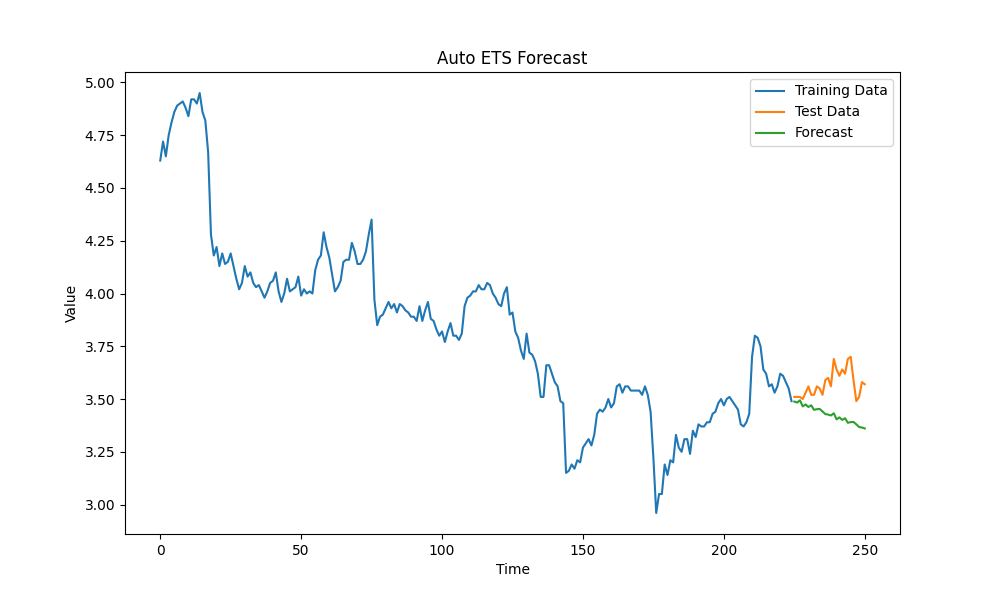 Auto ETS Forecast
Training Data
Test Data
Forecast
5.00
4.75
4.50
4.25
4.00
3.75
3.50
3.25
3.00
Value
0 50 100 150 200 250
Time